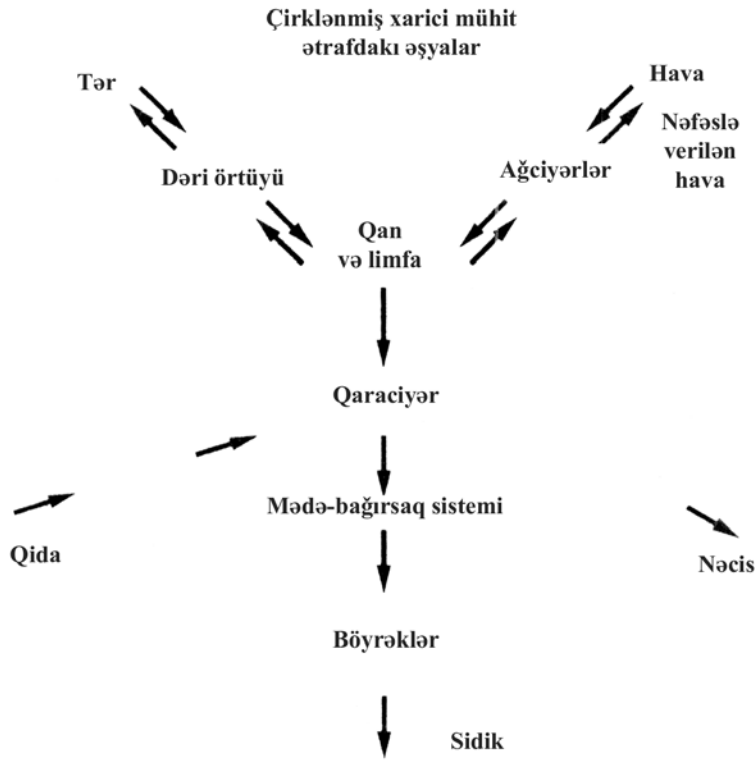 Çirklənmiş xarici mühit
ətrafdakı əşyalar
Tər
Hava
Nəfəslə
verilən
hava
Dəri örtüyü
Ağciyərlər
Qan
və limfa
Qaraciyər
Mədə-bağırsaq sistemi
Qida
Nəcis
Böyrəklər
Sidik